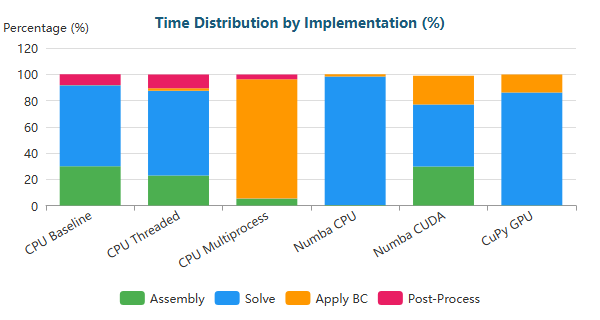 Time Distribution by Implementation (%)
Percentage (%)
120
100
80
60
40
20
0
CPU Baseline
CPU Threaded
CPU Multiprocess
Numba CPU
Numba CUDA
CuPy GPU
Assembly Solve Apply BC Post-Process